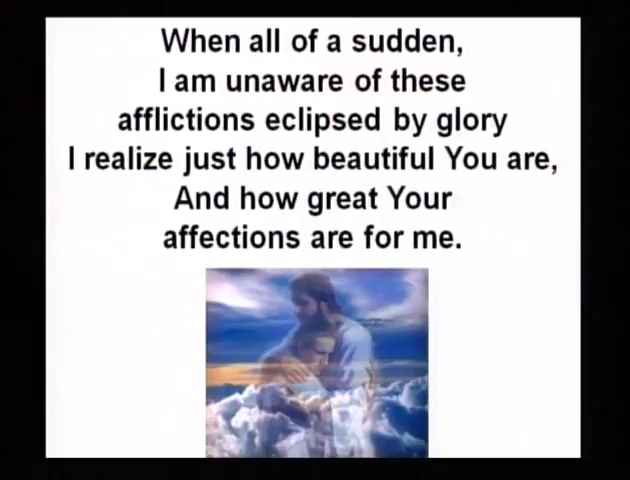 When all of a sudden,
I am unaware of these
afflictions eclipsed by glory
I realize just how beautiful You are,
And how great Your
affections are for me.